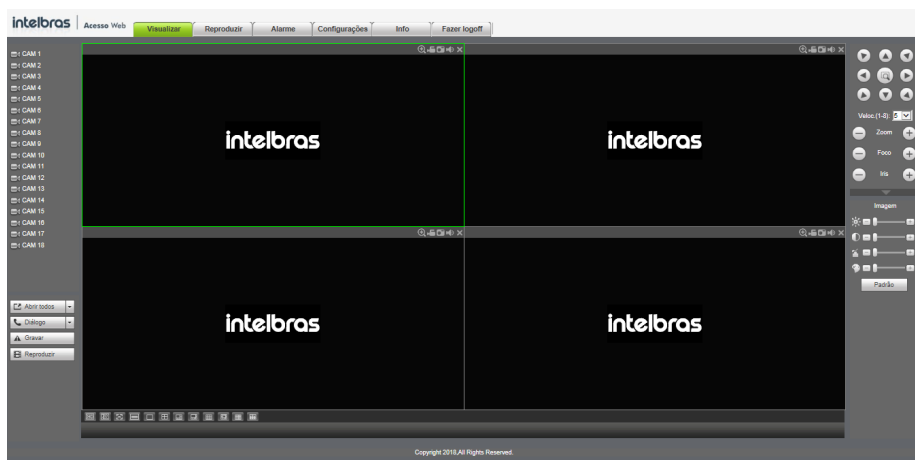 intelbras Acesso Web Visualizar Reproduzir Alarme Configurações Info Fazer logoff
CAM 1
CAM 2
CAM 3
CAM 4
CAM 5
CAM 6
CAM 7
CAM 8
CAM 9
CAM 10
CAM 11
CAM 12
CAM 13
CAM 14
CAM 15
CAM 16
CAM 17
CAM 18
Abrir todos
Diálogo
Gravar
Reproduzir
intelbras
intelbras
intelbras
intelbras
Veloc.(1-8): 5
Zoom
Foco
Iris
Imagem
Padrão
Copyright 2018,All Rights Reserved.